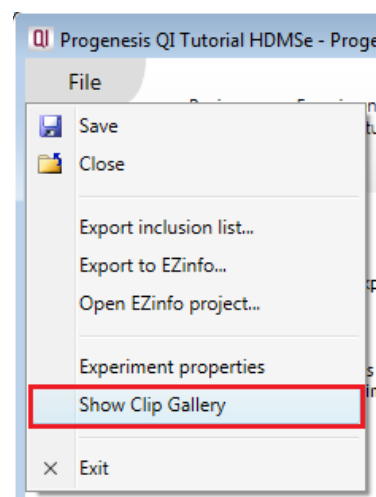 QI Progenesis QI Tutorial HDMSe - Proge
File
Save
Close
Export inclusion list...
Export to EZinfo...
Open EZinfo project...
Experiment properties
Show Clip Gallery
Exit